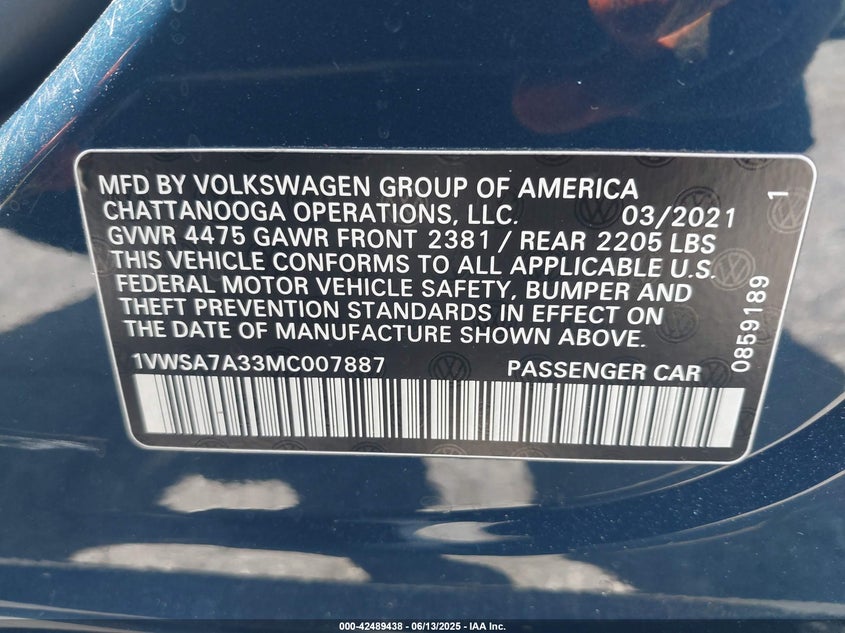 MFD BY VOLKSWAGEN GROUP OF AMERICA
CHATTANOOGA OPERATIONS, LLC. 03/2021
GVWR 4475 GAWR FRONT 2381 / REAR 2205 LBS
THIS VEHICLE CONFORMS TO ALL APPLICABLE U.S.
FEDERAL MOTOR VEHICLE SAFETY, BUMPER AND
THEFT PREVENTION STANDARDS IN EFFECT ON
THE DATE OF MANUFACTURE SHOWN ABOVE.
1VWSA7A33MC007887 PASSENGER CAR
0859189 1
000-42489438 - 06/13/2025 - IAA Inc.